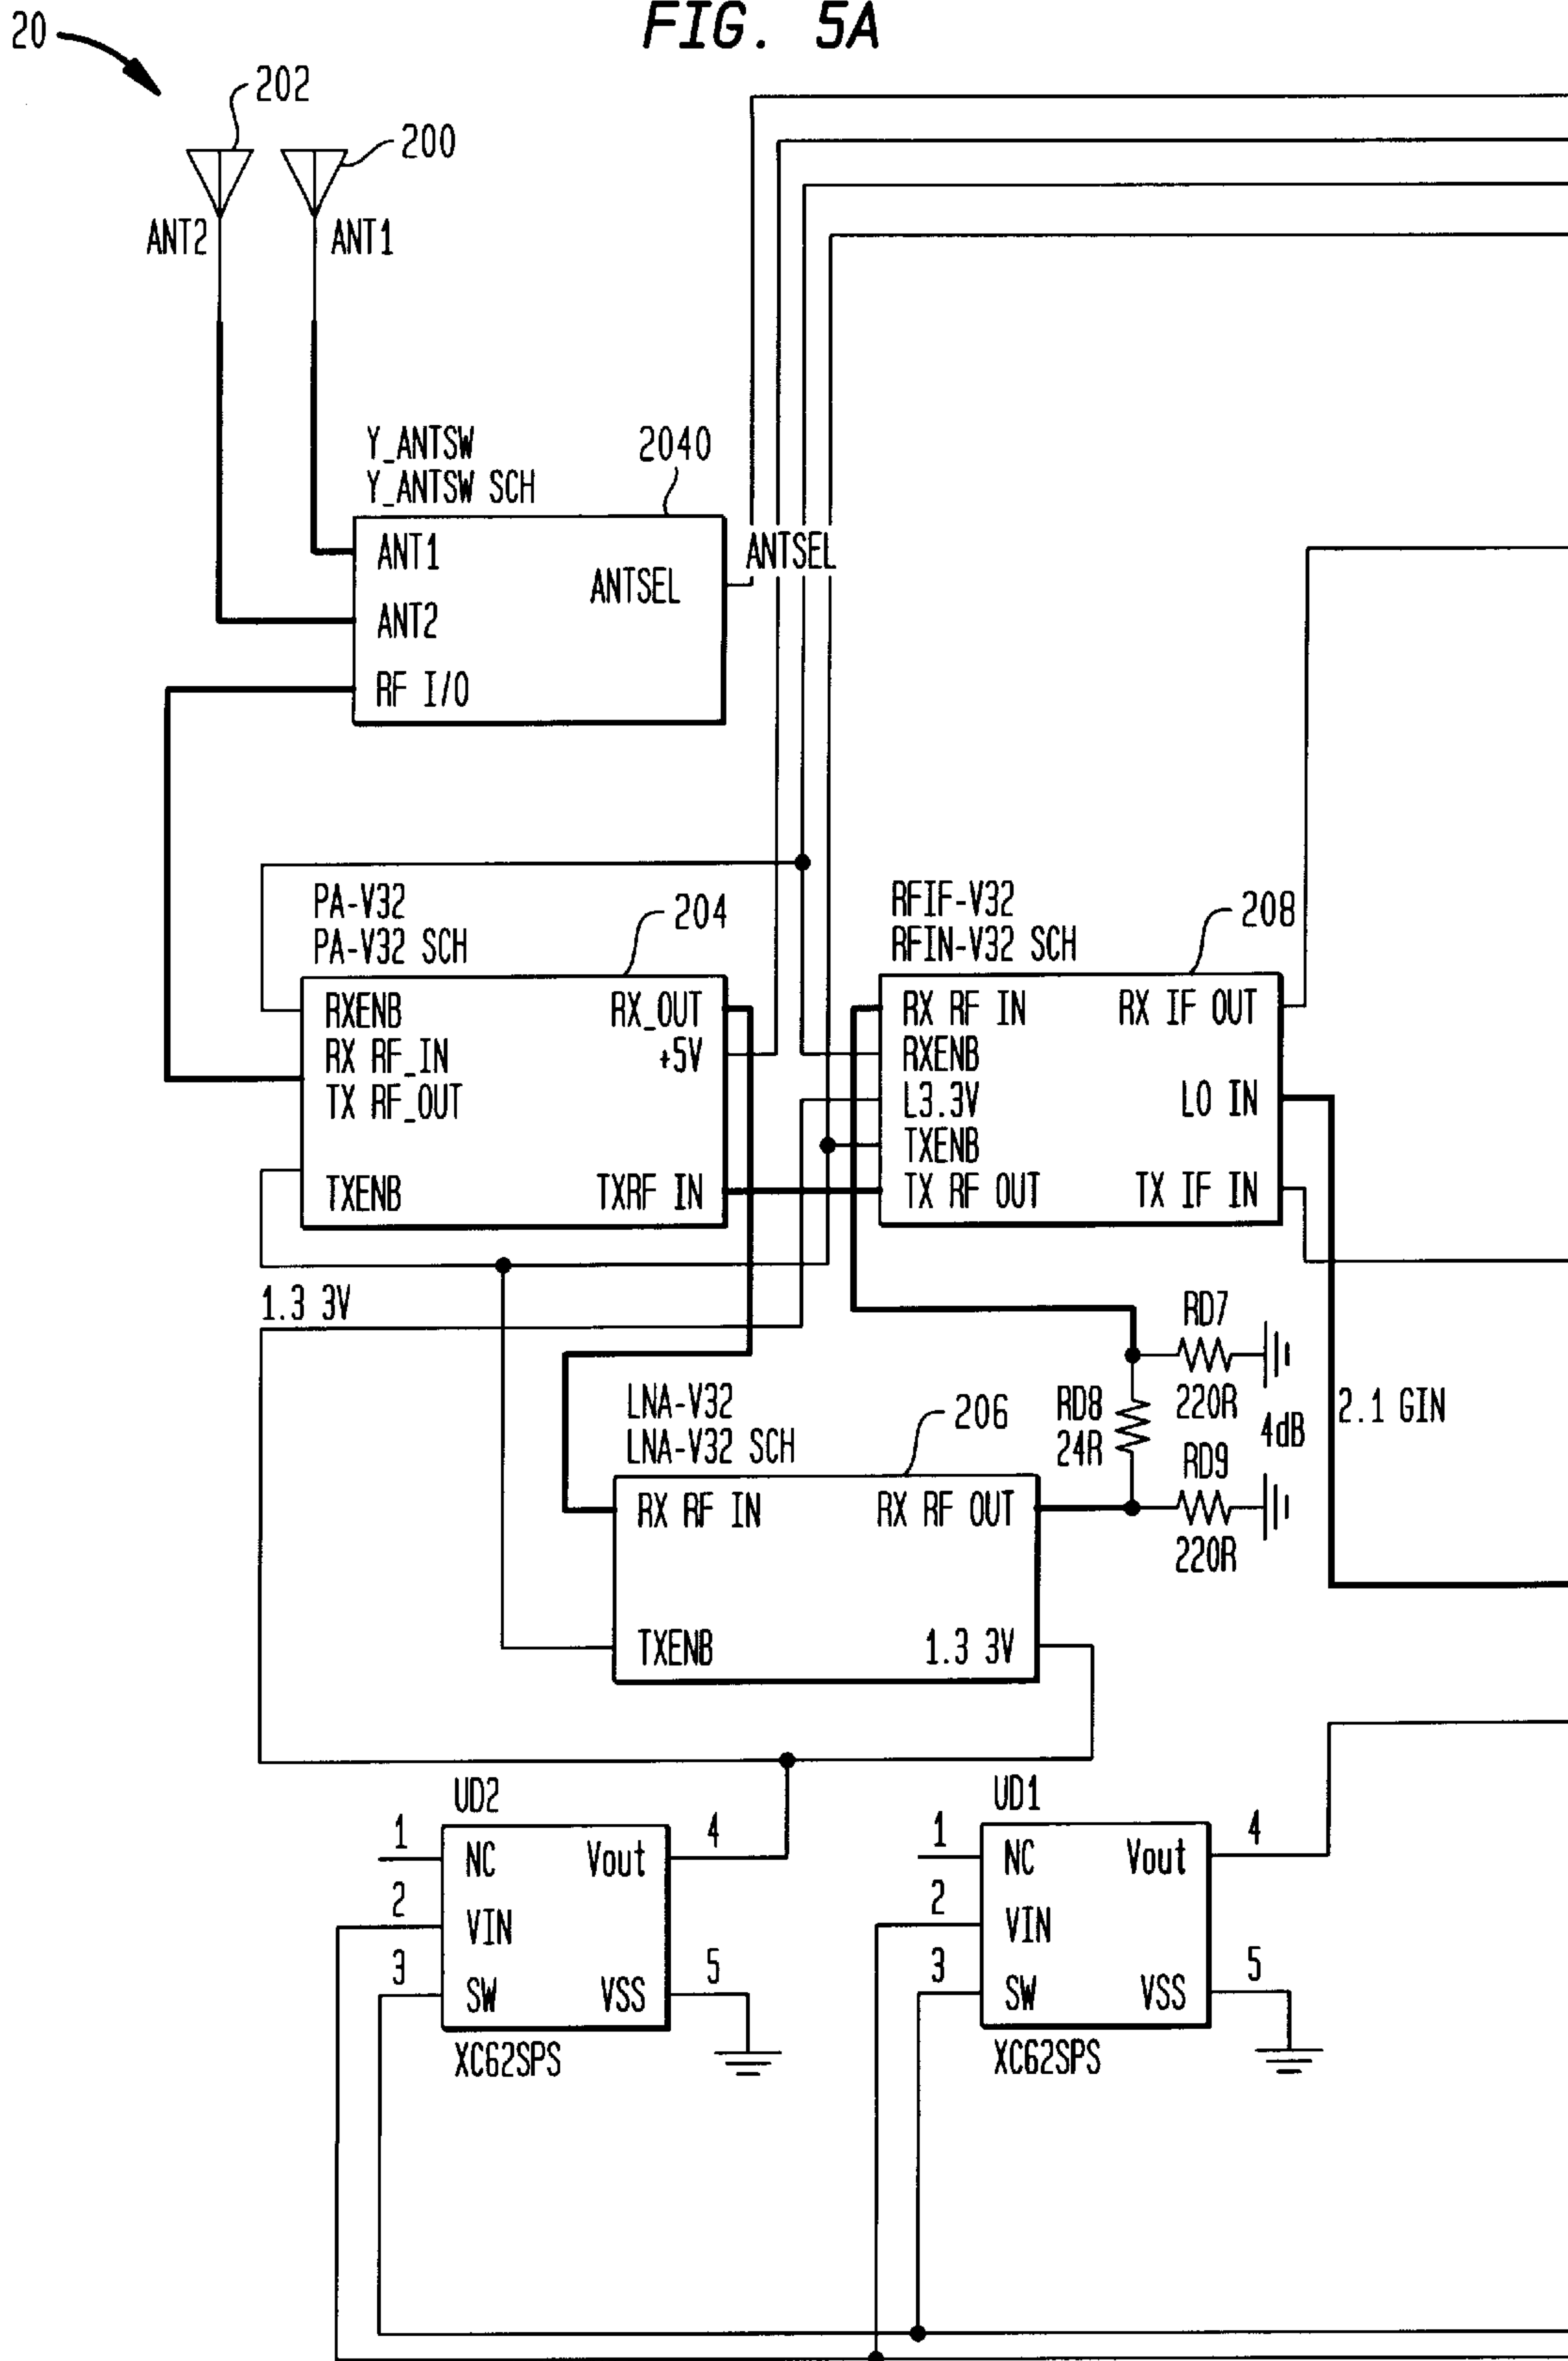 FIG. 5A
20
202
200
ANT2
ANT1
Y_ANTSW
Y_ANTSW SCH
2040
ANT1
ANTSEL
ANTSEL
ANT2
RF I/O
PA-V32
PA-V32 SCH
204
RXENB
RX_OUT
RX RF_IN
+5V
TX RF_OUT
TXENB
TXRF IN
RFIF-V32
RFIN-V32 SCH
208
RX RF IN
RX IF OUT
RXENB
L3.3V
LO IN
TXENB
TX RF OUT
TX IF IN
1.3 3V
RD7
220R
RD8
24R
4dB
2.1 GIN
RD9
220R
LNA-V32
LNA-V32 SCH
206
RX RF IN
RX RF OUT
TXENB
1.3 3V
UD2
1
NC
Vout
4
2
VIN
3
SW
VSS
5
XC62SPS
UD1
1
NC
Vout
4
2
VIN
3
SW
VSS
5
XC62SPS